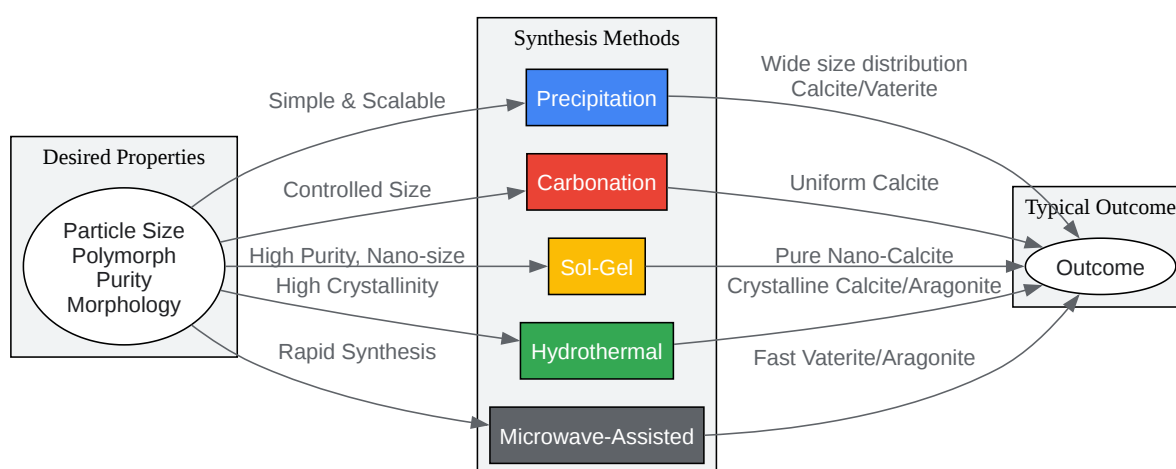 Synthesis Methods
Wide size distribution
Calcite/Vaterite
Precipitation
Simple & Scalable
Desired Properties
Controlled Size
Carbonation
Uniform Calcite
Typical Outcome
Particle Size
Polymorph
Purity
Morphology
High Purity, Nano-size
Sol-Gel
Pure Nano-Calcite
Outcome
High Crystallinity
Crystalline Calcite/Aragonite
Hydrothermal
Rapid Synthesis
Fast Vaterite/Aragonite
Microwave-Assisted